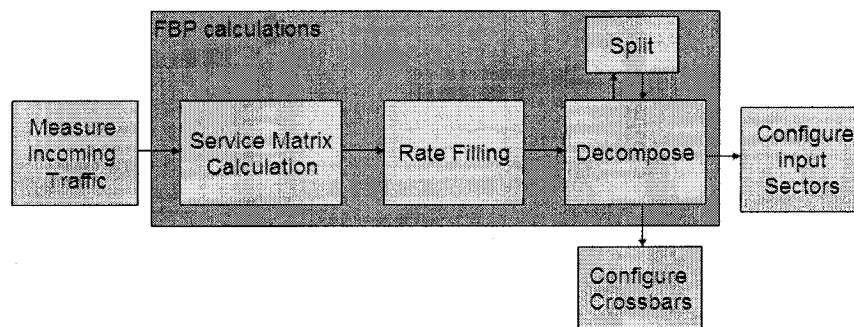 FBP calculations
Split
Measure
Incoming
Traffic
Service Matrix
Calculation
Rate Filling
Decompose
Configure
Input
Sectors
Configure
Crossbars